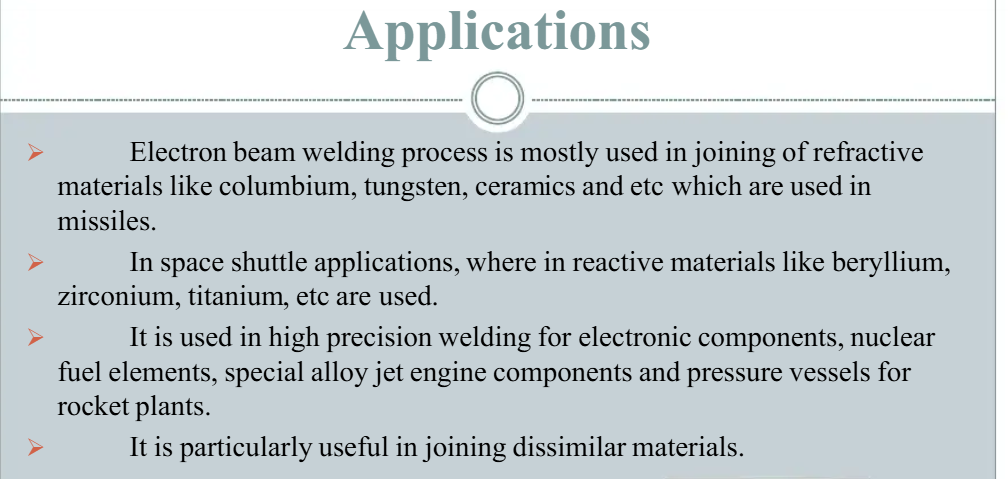 Applications
Electron beam welding process is mostly used in joining of refractive
materials like columbium, tungsten, ceramics and etc which are used in
missiles.
In space shuttle applications, where in reactive materials like beryllium,
zirconium, titanium, etc are used.
It is used in high precision welding for electronic components, nuclear
fuel elements, special alloy jet engine components and pressure vessels for
rocket plants.
It is particularly useful in joining dissimilar materials.